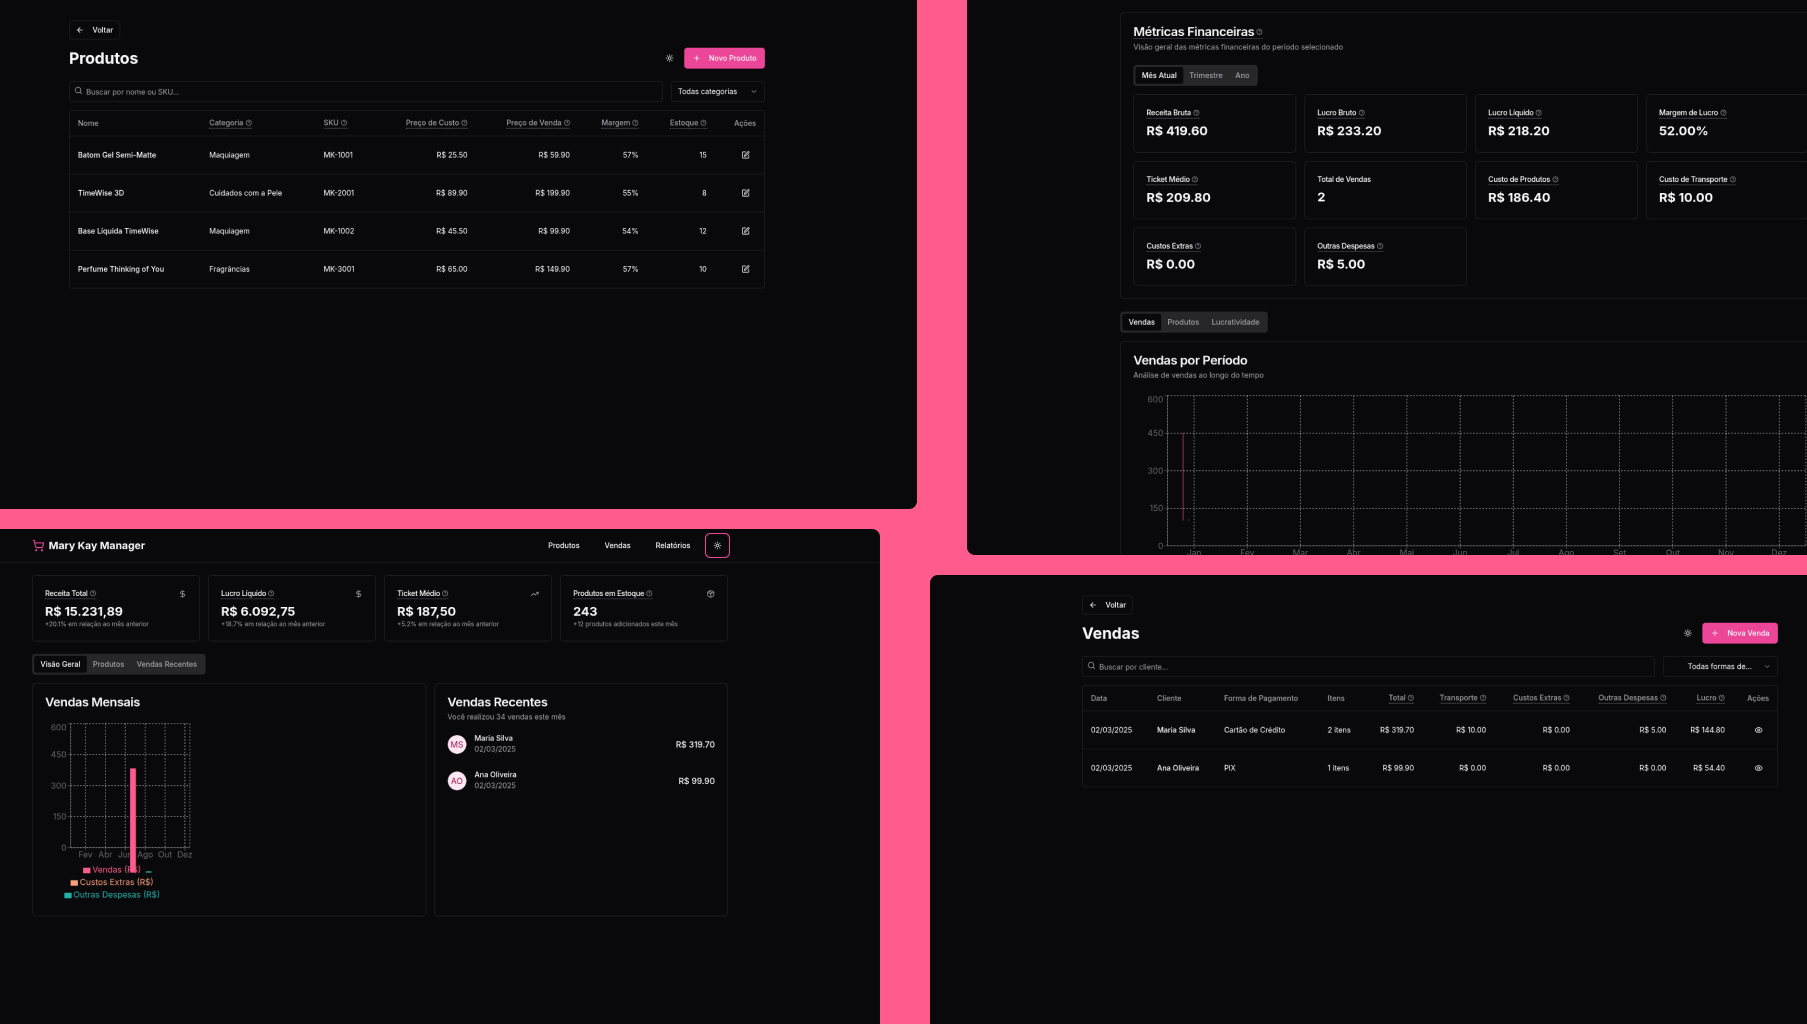 Voltar
Produtos
Novo Produto
Buscar por nome ou SKU...
Todas categorias
Nome Categoria SKU Preço de Custo Preço de Venda Margem Estoque Ações
Batom Gel Semi-Matte Maquiagem MK-1001 R$ 25.50 R$ 59.90 57% 15
TimeWise 3D Cuidados com a Pele MK-2001 R$ 89.90 R$ 199.90 55% 8
Base Líquida TimeWise Maquiagem MK-1002 R$ 45.50 R$ 99.90 54% 12
Perfume Thinking of You Fragrâncias MK-3001 R$ 65.00 R$ 149.90 57% 10
Métricas Financeiras
Visão geral das métricas financeiras do período selecionado
Mês Atual Trimestre Ano
Receita Bruta Lucro Bruto Lucro Líquido Margem de Lucro
R$ 419.60 R$ 233.20 R$ 218.20 52.00%
Ticket Médio Total de Vendas Custo de Produtos Custo de Transporte
R$ 209.80 2 R$ 186.40 R$ 10.00
Custos Extras Outras Despesas
R$ 0.00 R$ 5.00
Vendas Produtos Lucratividade
Vendas por Período
Análise de vendas ao longo do tempo
600
450
300
150
0
Jan Fev Mar Abr Mai Jun Jul Ago Set Out Nov Dez
Mary Kay Manager
Produtos Vendas Relatórios
Receita Total Lucro Líquido Ticket Médio Produtos em Estoque
R$ 15.231,89 R$ 6.092,75 R$ 187,50 243
+20.1% em relação ao mês anterior +18.7% em relação ao mês anterior +5.2% em relação ao mês anterior +12 produtos adicionados este mês
Visão Geral Produtos Vendas Recentes
Vendas Mensais
600
450
300
150
0
Fev Abr Jun Ago Out Dez
Vendas (R$)
Custos Extras (R$)
Outras Despesas (R$)
Vendas Recentes
Você realizou 34 vendas este mês
MS Maria Silva
02/03/2025
R$ 319.70
AO Ana Oliveira
02/03/2025
R$ 99.90
Voltar
Vendas
Nova Venda
Buscar por cliente...
Todas formas de...
Data Cliente Forma de Pagamento Itens Total Transporte Custos Extras Outras Despesas Lucro Ações
02/03/2025 Maria Silva Cartão de Crédito 2 itens R$ 319.70 R$ 10.00 R$ 0.00 R$ 5.00 R$ 144.80
02/03/2025 Ana Oliveira PIX 1 itens R$ 99.90 R$ 0.00 R$ 0.00 R$ 0.00 R$ 54.40